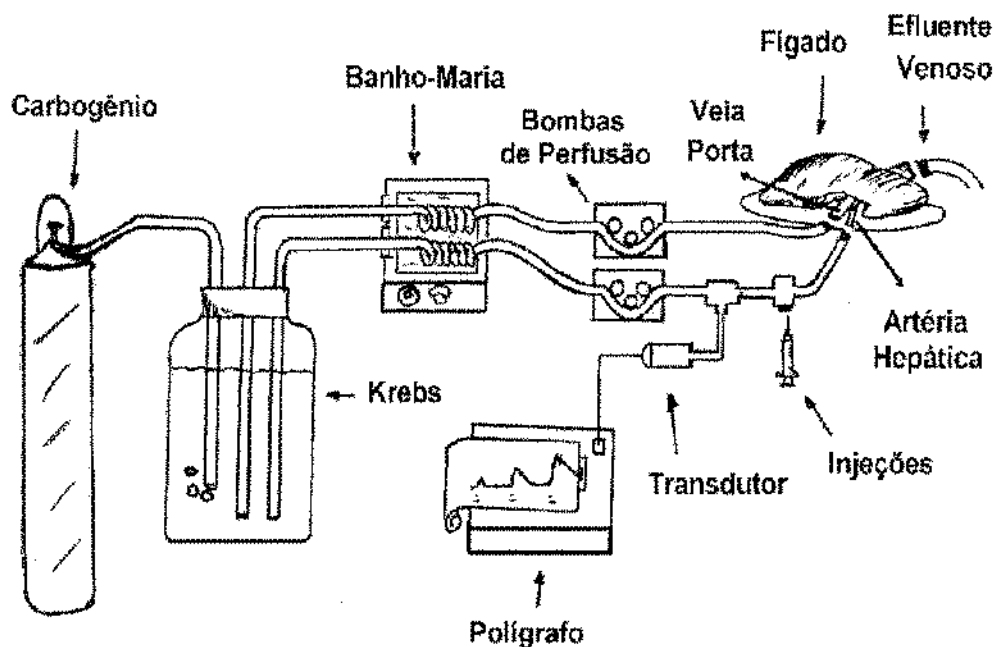 Efluente
Venoso
Fígado
Banho-Maria
Carbogênio
Bombas
de Perfusão
Veia
Porta
Artéria
Hepática
Krebs
Transdutor
Injeções
Polígrafo